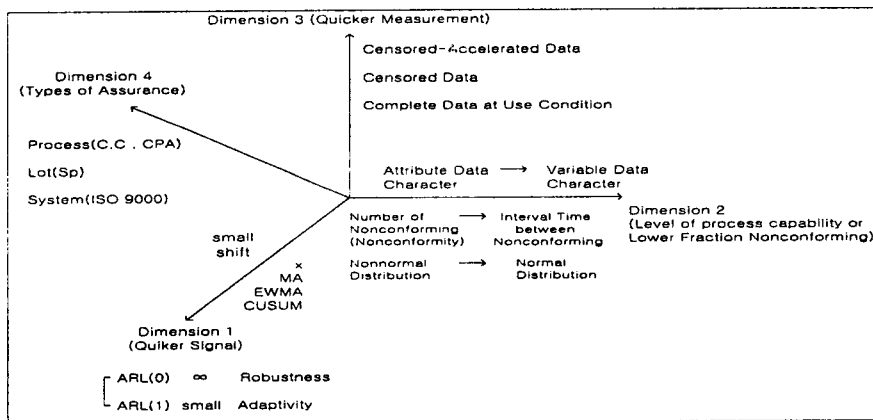 Dimension 3 (Quicker Measurement)
Censored-Accelerated Data
Censored Data
Complete Data at Use Condition
Dimension 4
(Types of Assurance)
Process(C.C . CPA)
Lot(Sp)
System(ISO 9000)
Attribute Data → Variable Data
Character Character
Dimension 2
(Level of process capability or
Lower Fraction Nonconforming)
Number of → Interval Time
Nonconforming between
(Nonconformity) Nonconforming
Nonnormal → Normal
Distribution Distribution
small
shift
x
MA
EWMA
CUSUM
Dimension 1
(Quiker Signal)
ARL(0) ∞ Robustness
ARL(1) small Adaptivity